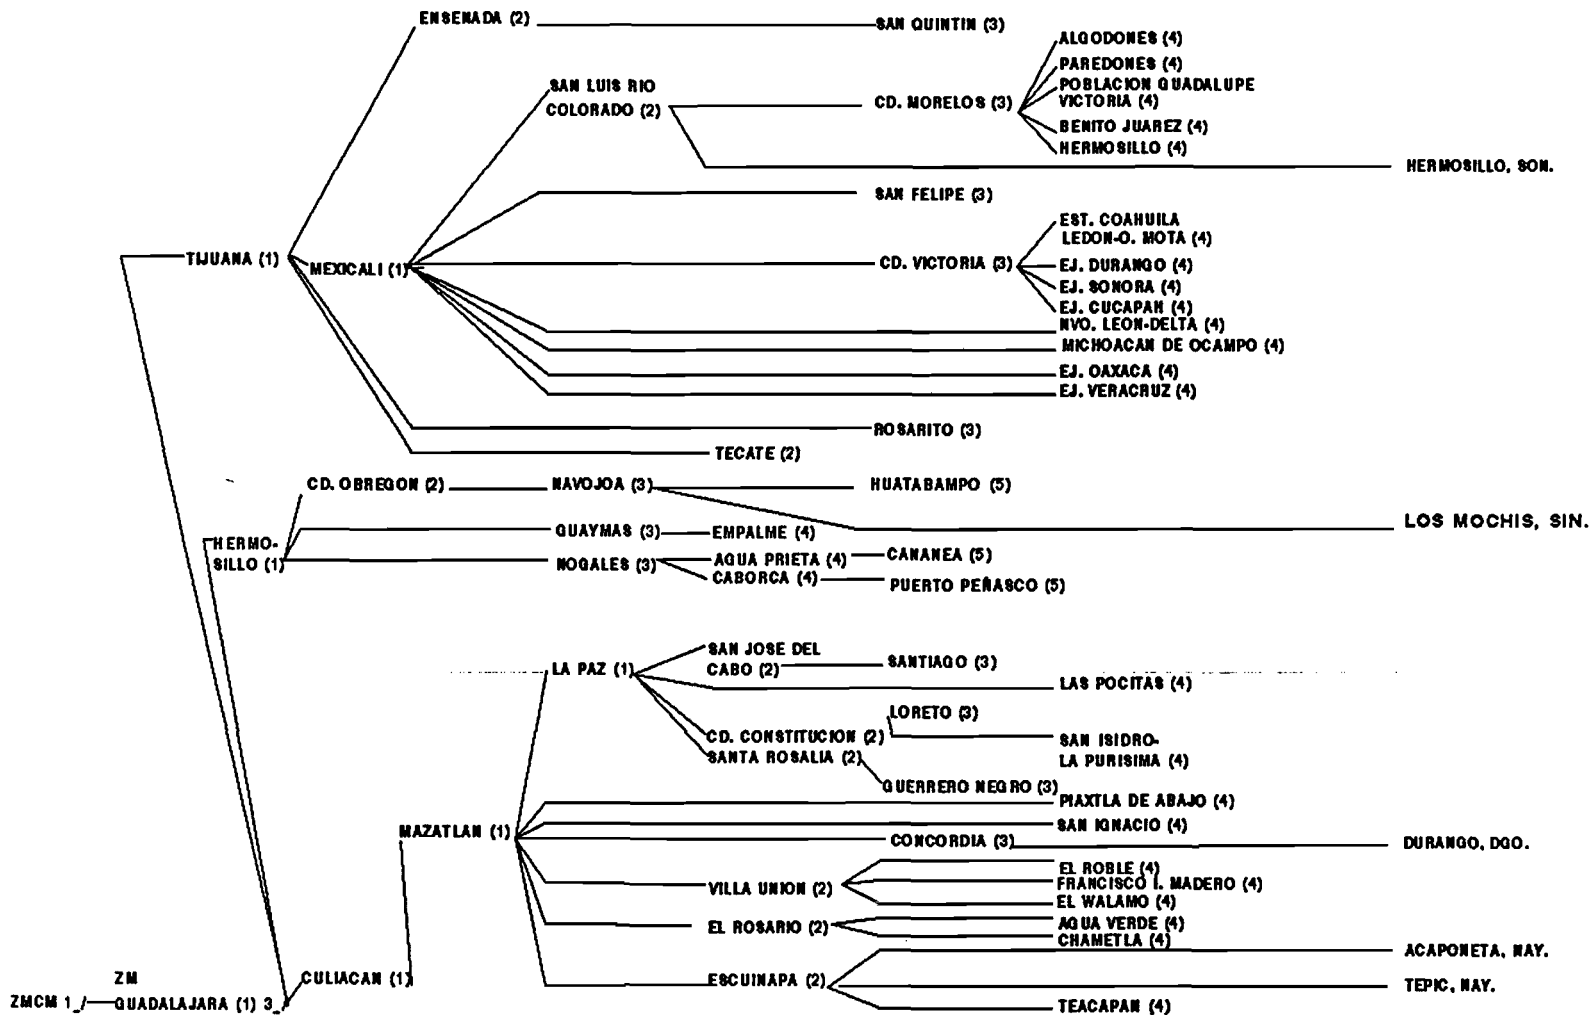 ENSENADA (2)
SAN QUINTIN (3)
ALGODONES (4)
PAREDONES (4)
POBLACION GUADALUPE
VICTORIA (4)
BENITO JUAREZ (4)
HERMOSILLO (4)
SAN LUIS RIO
COLORADO (2)
CD. MORELOS (3)
HERMOSILLO, SON.
SAN FELIPE (3)
TIJUANA (1)
MEXICALI (1)
CD. VICTORIA (3)
EST. COAHUILA
LEDON-O. MOTA (4)
EJ. DURANGO (4)
EJ. SONORA (4)
EJ. CUCAPAH (4)
NVO. LEON-DELTA (4)
MICHOACAN DE OCAMPO (4)
EJ. OAXACA (4)
EJ. VERACRUZ (4)
ROSARITO (3)
TECATE (2)
CD. OBREGON (2)
NAVOJOA (3)
HUATABAMPO (5)
LOS MOCHIS, SIN.
HERMO-
SILLO (1)
GUAYMAS (3)
EMPALME (4)
NOGALES (3)
AGUA PRIETA (4)
CANANEA (5)
CABORCA (4)
PUERTO PEÑASCO (5)
LA PAZ (1)
SAN JOSE DEL
CABO (2)
SANTIAGO (3)
LAS POCITAS (4)
LORETO (3)
CD. CONSTITUCION (2)
SAN ISIDRO-
LA PURISIMA (4)
SANTA ROSALIA (2)
GUERRERO NEGRO (3)
MAZATLAN (1)
PIAXTLA DE ABAJO (4)
SAN IGNACIO (4)
CONCORDIA (3)
DURANGO, DGO.
VILLA UNION (2)
EL ROBLE (4)
FRANCISCO I. MADERO (4)
EL WALAMO (4)
EL ROSARIO (2)
AGUA VERDE (4)
CHAMETLA (4)
ACAPONETA, NAY.
ESCUINAPA (2)
TEPIC, NAY.
TEACAPAN (4)
CULIACAN (1)
ZMCM 1_/
ZM
GUADALAJARA (1) 3_/